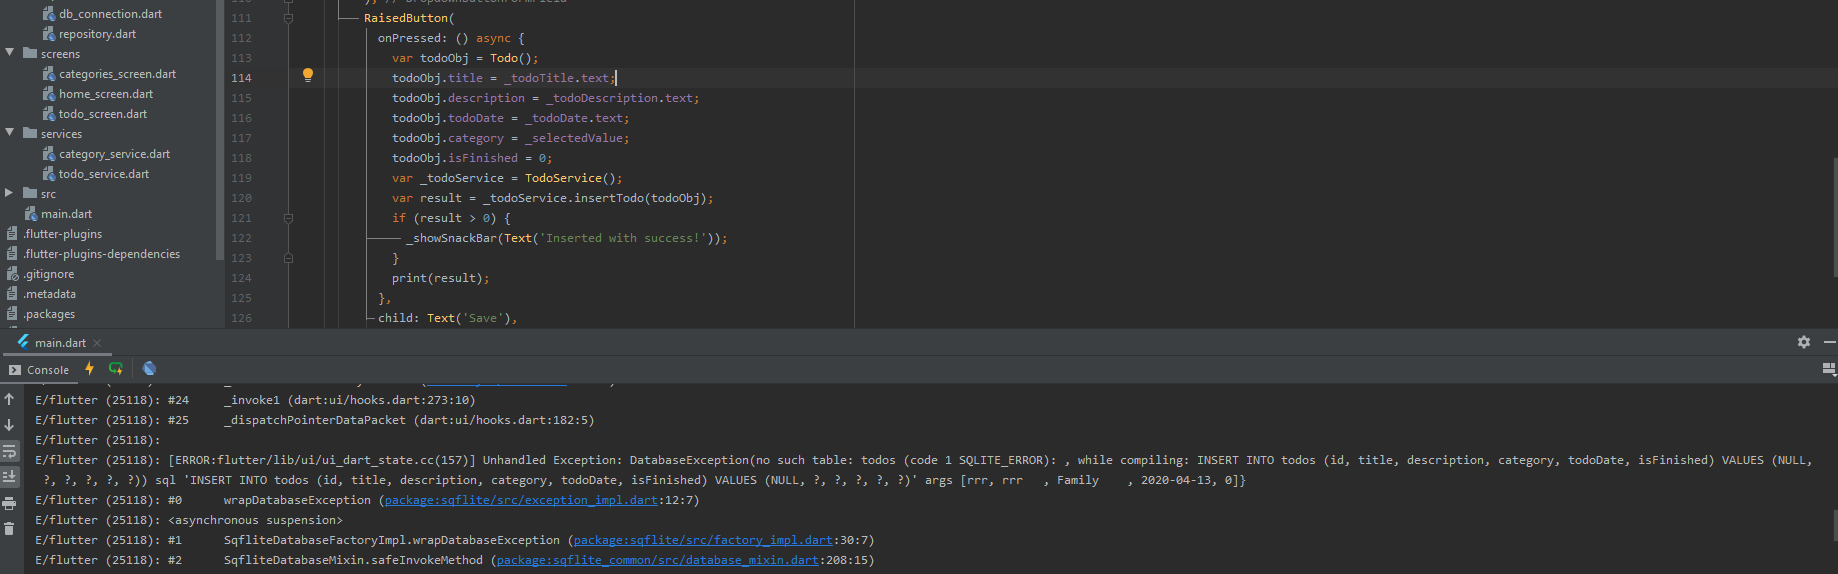 db_connection.dart
repository.dart
screens
categories_screen.dart
home_screen.dart
todo_screen.dart
services
category_service.dart
todo_service.dart
src
main.dart
.flutter-plugins
.flutter-plugins-dependencies
.gitignore
.metadata
.packages
111 RaisedButton(
112 onPressed: () async {
113 var todoObj = Todo();
114 todoObj.title = _todoTitle.text;
115 todoObj.description = _todoDescription.text;
116 todoObj.todoDate = _todoDate.text;
117 todoObj.category = _selectedValue;
118 todoObj.isFinished = 0;
119 var _todoService = TodoService();
120 var result = _todoService.insertTodo(todoObj);
121 if (result > 0) {
122 _showSnackBar(Text('Inserted with success!'));
123 }
124 print(result);
125 },
126 child: Text('Save'),
main.dart
Console
E/flutter (25118): #24 _invoke1 (dart:ui/hooks.dart:273:10)
E/flutter (25118): #25 _dispatchPointerDataPacket (dart:ui/hooks.dart:182:5)
E/flutter (25118):
E/flutter (25118): [ERROR:flutter/lib/ui/ui_dart_state.cc(157)] Unhandled Exception: DatabaseException(no such table: todos (code 1 SQLITE_ERROR): , while compiling: INSERT INTO todos (id, title, description, category, todoDate, isFinished) VALUES (NULL,
?, ?, ?, ?, ?)) sql 'INSERT INTO todos (id, title, description, category, todoDate, isFinished) VALUES (NULL, ?, ?, ?, ?, ?)' args [rrr, rrr , Family , 2020-04-13, 0]}
E/flutter (25118): #0 wrapDatabaseException (package:sqflite/src/exception_impl.dart:12:7)
E/flutter (25118): <asynchronous suspension>
E/flutter (25118): #1 SqfliteDatabaseFactoryImpl.wrapDatabaseException (package:sqflite/src/factory_impl.dart:30:7)
E/flutter (25118): #2 SqfliteDatabaseMixin.safeInvokeMethod (package:sqflite_common/src/database_mixin.dart:208:15)